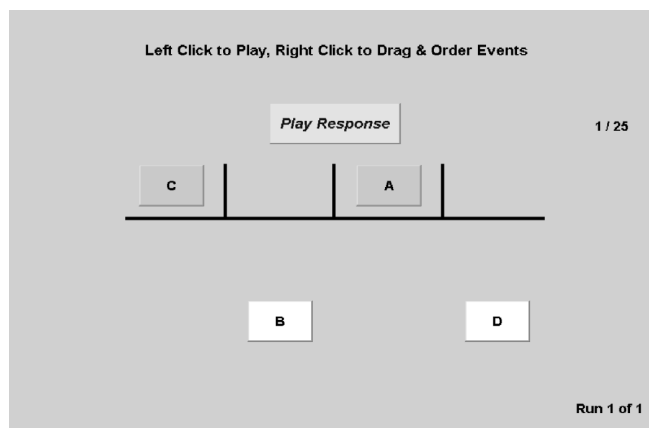 Left Click to Play, Right Click to Drag & Order Events
Play Response
1 / 25
C
A
B
D
Run 1 of 1